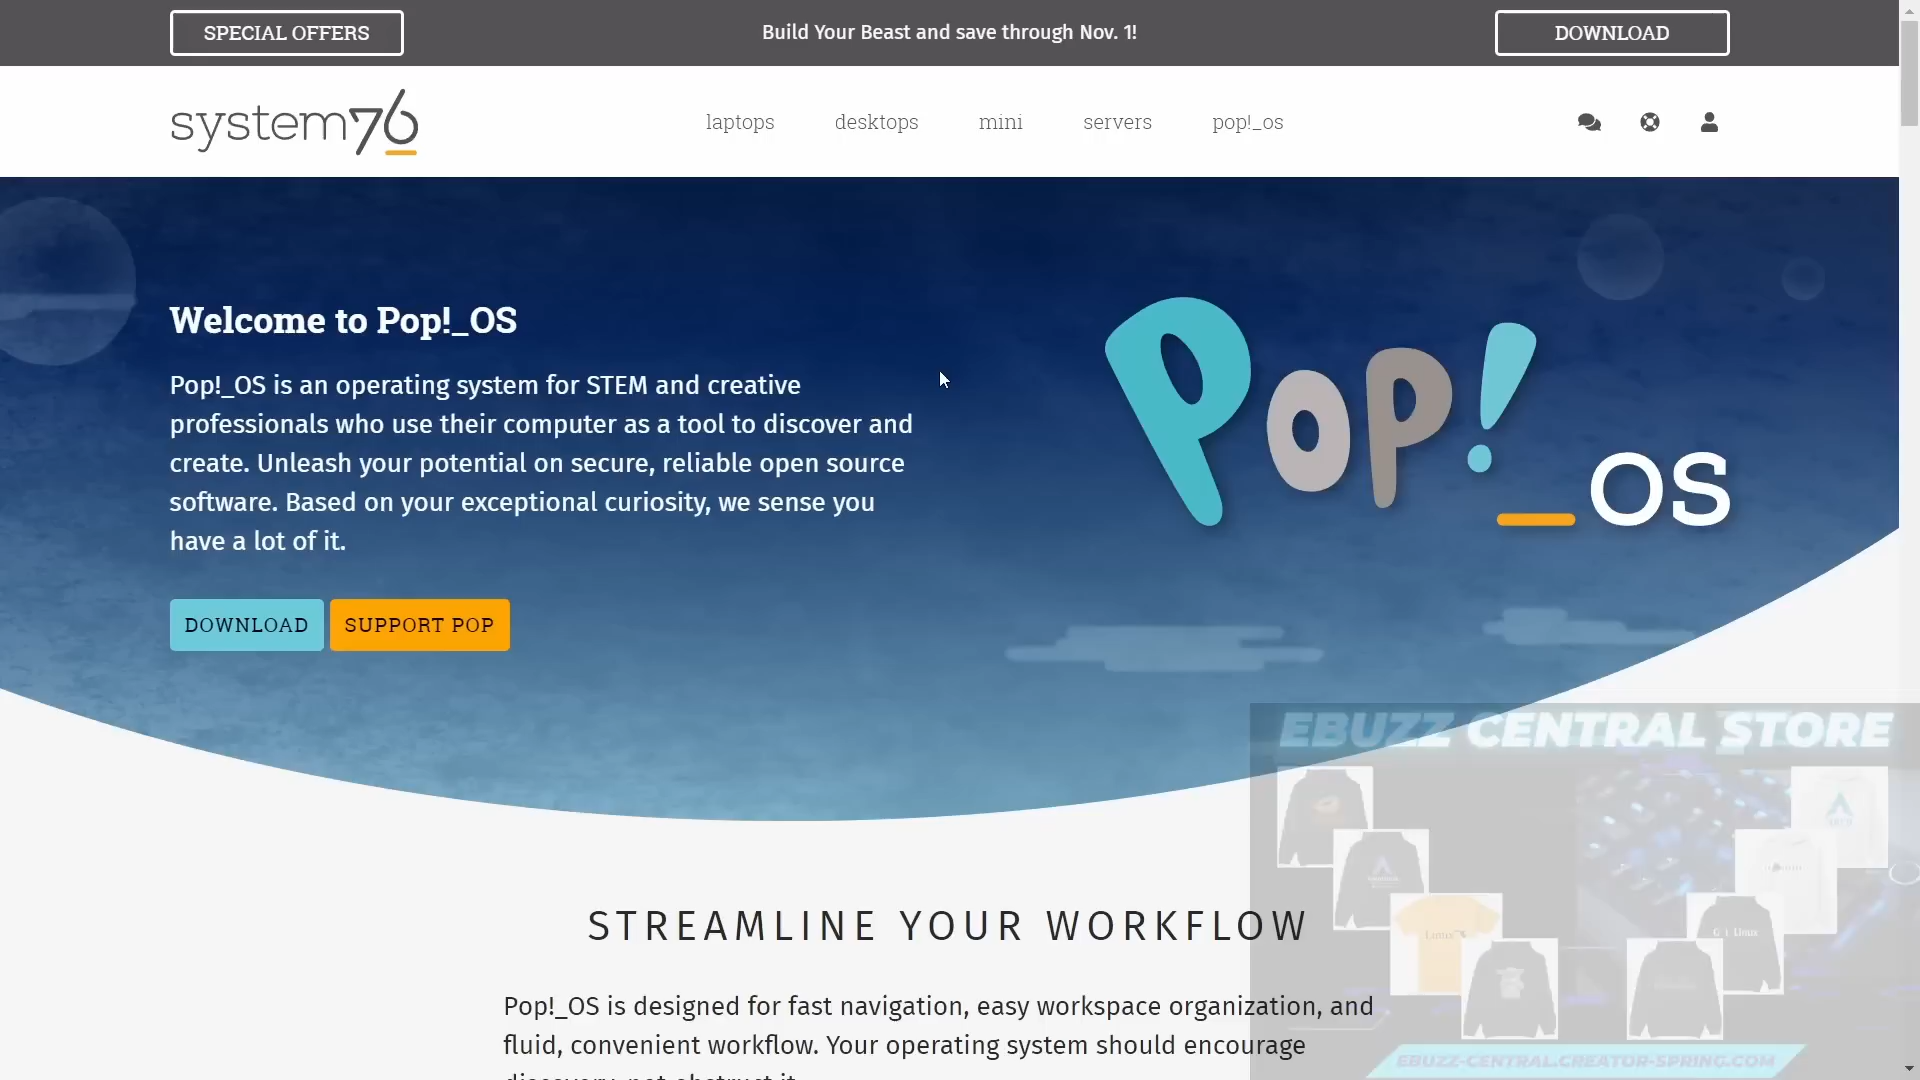 SPECIAL OFFERS
Build Your Beast and save through Nov. 1!
DOWNLOAD
system76
laptops
desktops
mini
servers
pop!_os
Welcome to Pop!_OS
Pop!_OS is an operating system for STEM and creative
professionals who use their computer as a tool to discover and
create. Unleash your potential on secure, reliable open source
software. Based on your exceptional curiosity, we sense you
have a lot of it.
DOWNLOAD
SUPPORT POP
Pop!_OS
EBUZZ CENTRAL STORE
STREAMLINE YOUR WORKFLOW
Pop!_OS is designed for fast navigation, easy workspace organization, and
fluid, convenient workflow. Your operating system should encourage
discovery, not obstruct it.
EBUZZ-CENTRAL.CREATOR-SPRING.COM